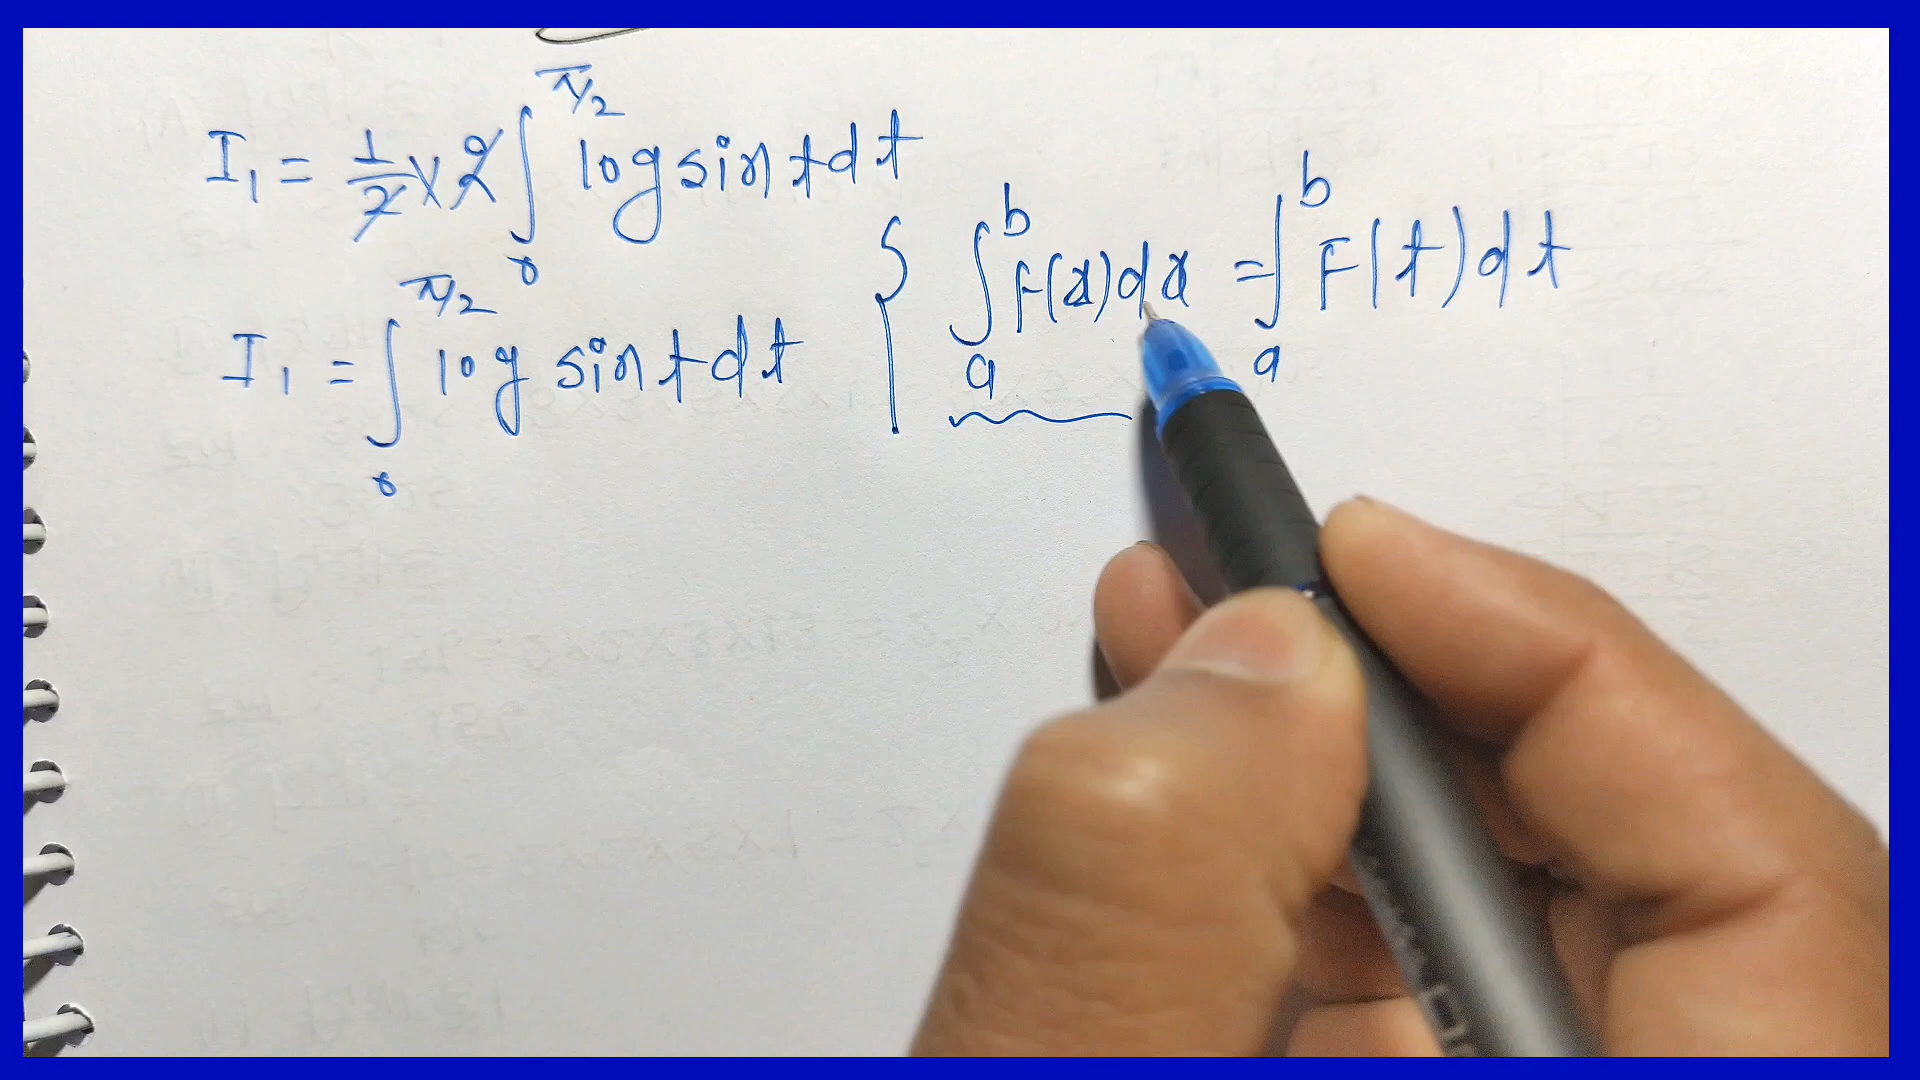 I₁ = 1/2 × 2 ∫₀^{π/2} log sin t dt
I₁ = ∫₀^{π/2} log sin t dt
{ ∫ₐᵇ F(x) dx = ∫ₐᵇ F(t) dt